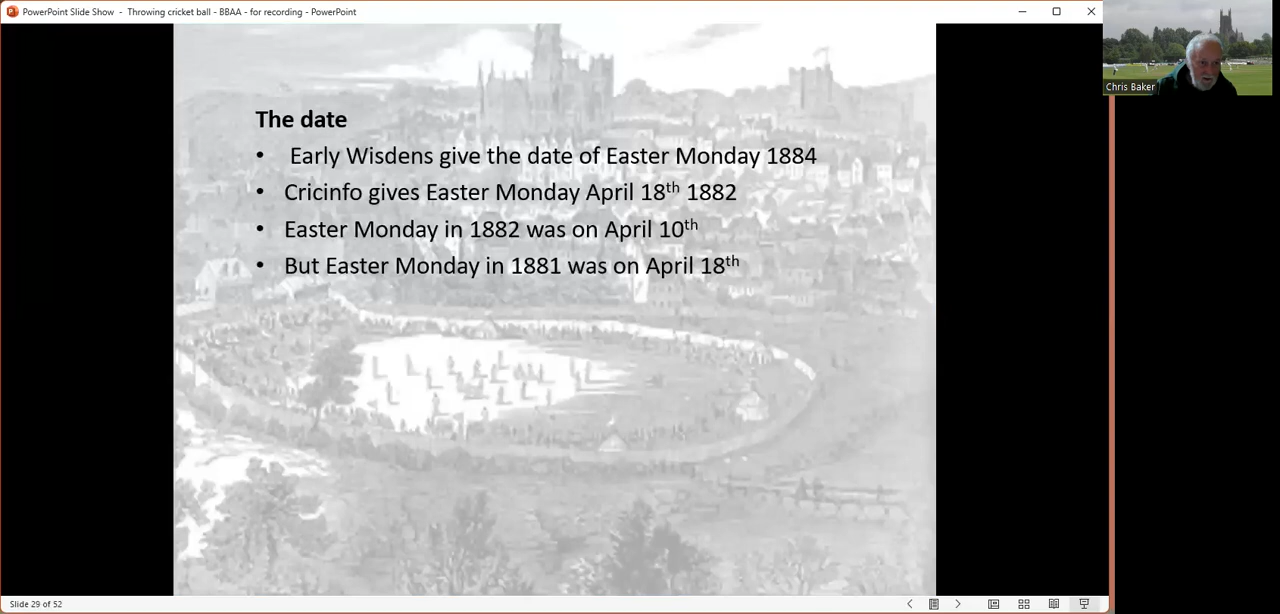 PowerPoint Slide Show - Throwing cricket ball - BBAA - for recording - PowerPoint
Chris Baker
The date
• Early Wisdens give the date of Easter Monday 1884
• Cricinfo gives Easter Monday April 18th 1882
• Easter Monday in 1882 was on April 10th
• But Easter Monday in 1881 was on April 18th
Slide 29 of 52